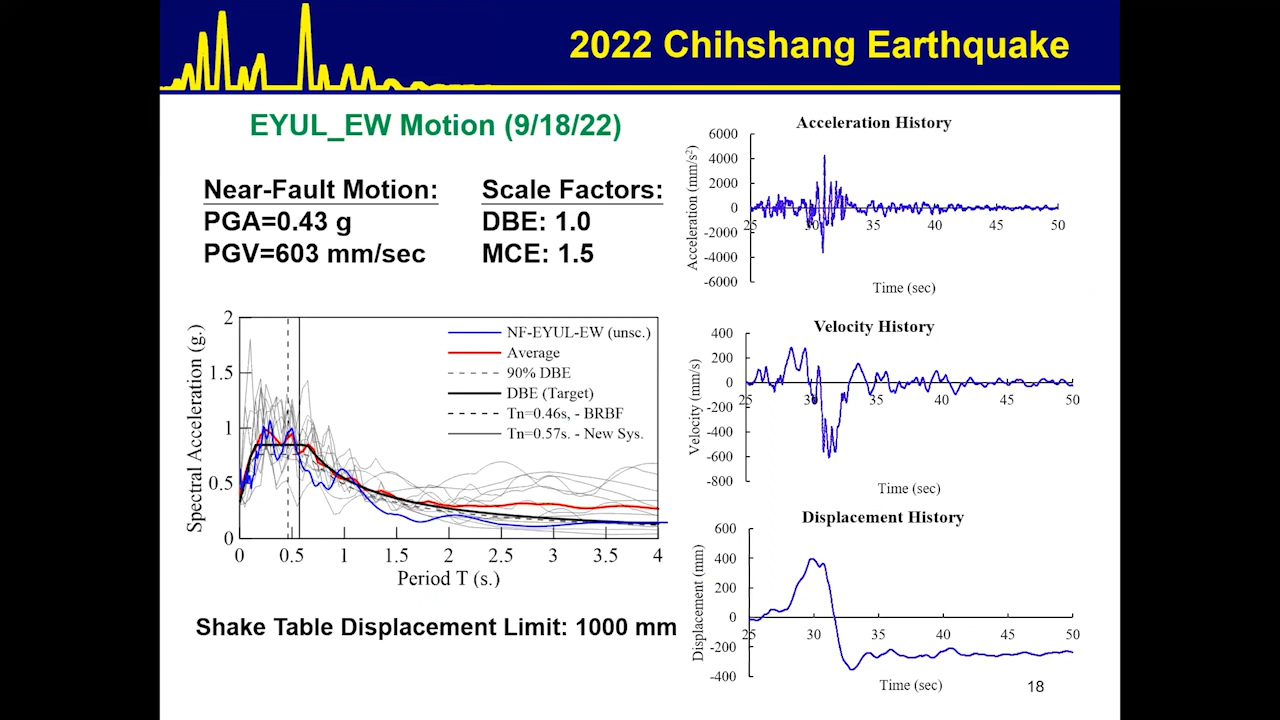 2022 Chihshang Earthquake
EYUL_EW Motion (9/18/22)
Near-Fault Motion:
PGA=0.43 g
PGV=603 mm/sec
Scale Factors:
DBE: 1.0
MCE: 1.5
2
1.5
1
0.5
0
Spectral Acceleration (g.)
NF-EYUL-EW (unsc.)
Average
90% DBE
DBE (Target)
Tn=0.46s, - BRBF
Tn=0.57s. - New Sys.
0 0.5 1 1.5 2 2.5 3 3.5 4
Period T (s.)
Shake Table Displacement Limit: 1000 mm
Acceleration History
6000
4000
2000
0
-2000
-4000
-6000
Acceleration (mm/s²)
25 30 35 40 45 50
Time (sec)
Velocity History
400
200
0
-200
-400
-600
-800
Velocity (mm/s)
25 30 35 40 45 50
Time (sec)
Displacement History
600
400
200
0
-200
-400
Displacement (mm)
25 30 35 40 45 50
Time (sec)
18